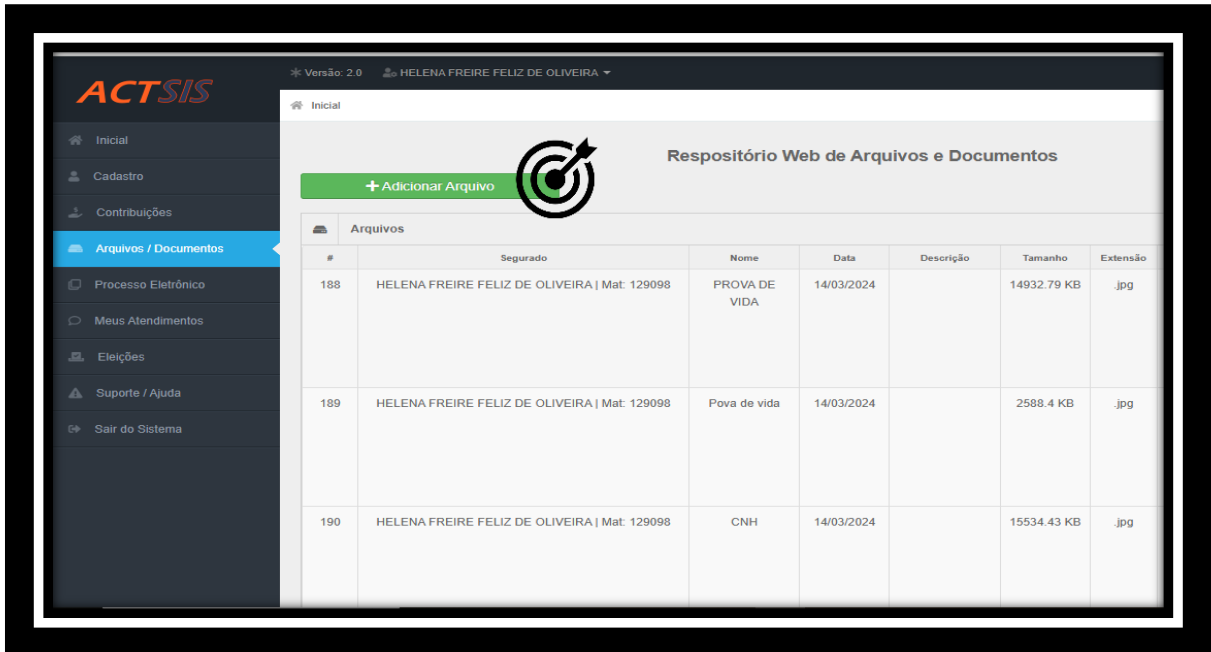 ACTSIS
Versão: 2.0 HELENA FREIRE FELIZ DE OLIVEIRA
Inicial
Inicial
Cadastro
Contribuições
Arquivos / Documentos
Processo Eletrônico
Meus Atendimentos
Eleições
Suporte / Ajuda
Sair do Sistema
Respositório Web de Arquivos e Documentos
+ Adicionar Arquivo
Arquivos
# Segurado Nome Data Descrição Tamanho Extensão
188 HELENA FREIRE FELIZ DE OLIVEIRA | Mat: 129098 PROVA DE 14/03/2024 14932.79 KB .jpg
VIDA
189 HELENA FREIRE FELIZ DE OLIVEIRA | Mat: 129098 Pova de vida 14/03/2024 2588.4 KB .jpg
190 HELENA FREIRE FELIZ DE OLIVEIRA | Mat: 129098 CNH 14/03/2024 15534.43 KB .jpg